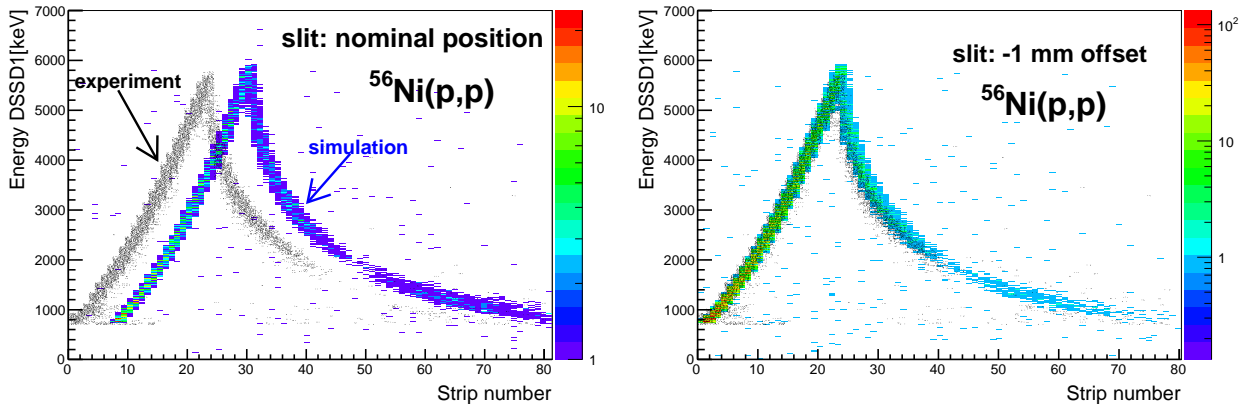 slit: nominal position
experiment
56Ni(p,p)
simulation
Energy DSSD1[keV]
7000
6000
5000
4000
3000
2000
1000
0
0 10 20 30 40 50 60 70 80
Strip number
10
1
slit: -1 mm offset
56Ni(p,p)
Energy DSSD1[keV]
7000
6000
5000
4000
3000
2000
1000
0
0 10 20 30 40 50 60 70 80
Strip number
10²
10
1